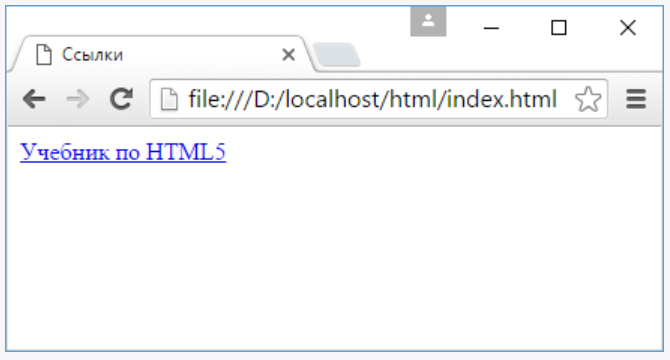 Ссылки
file:///D:/localhost/html/index.html
Учебник по HTML5